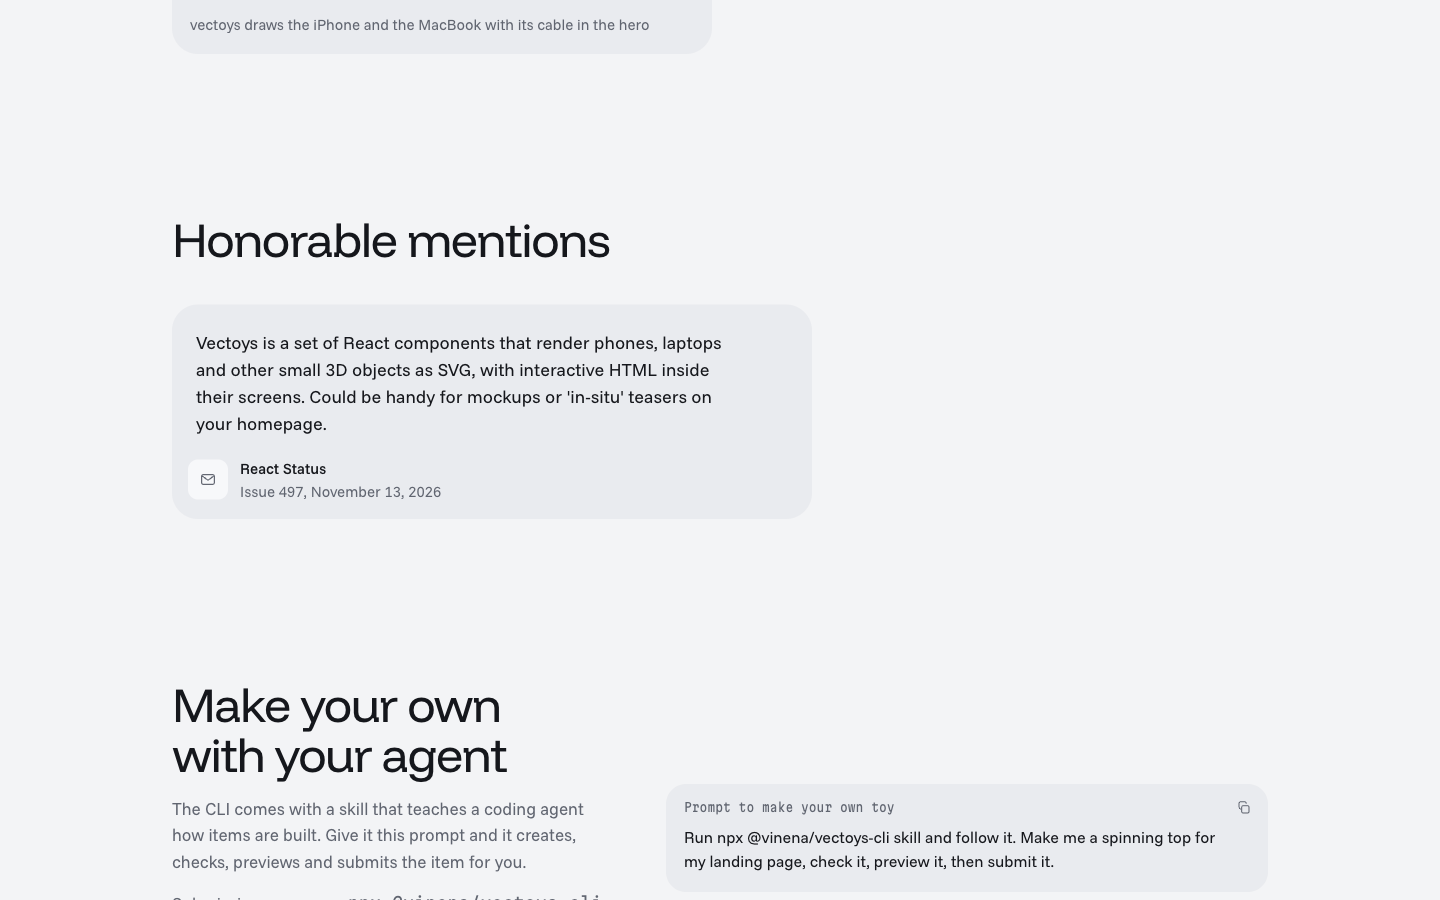 vectoys draws the iPhone and the MacBook with its cable in the hero
Honorable mentions
Vectoys is a set of React components that render phones, laptops
and other small 3D objects as SVG, with interactive HTML inside
their screens. Could be handy for mockups or 'in-situ' teasers on
your homepage.
React Status
Issue 497, November 13, 2026
Make your own
with your agent
The CLI comes with a skill that teaches a coding agent
how items are built. Give it this prompt and it creates,
checks, previews and submits the item for you.
Prompt to make your own toy
Run npx @vinena/vectoys-cli skill and follow it. Make me a spinning top for
my landing page, check it, preview it, then submit it.